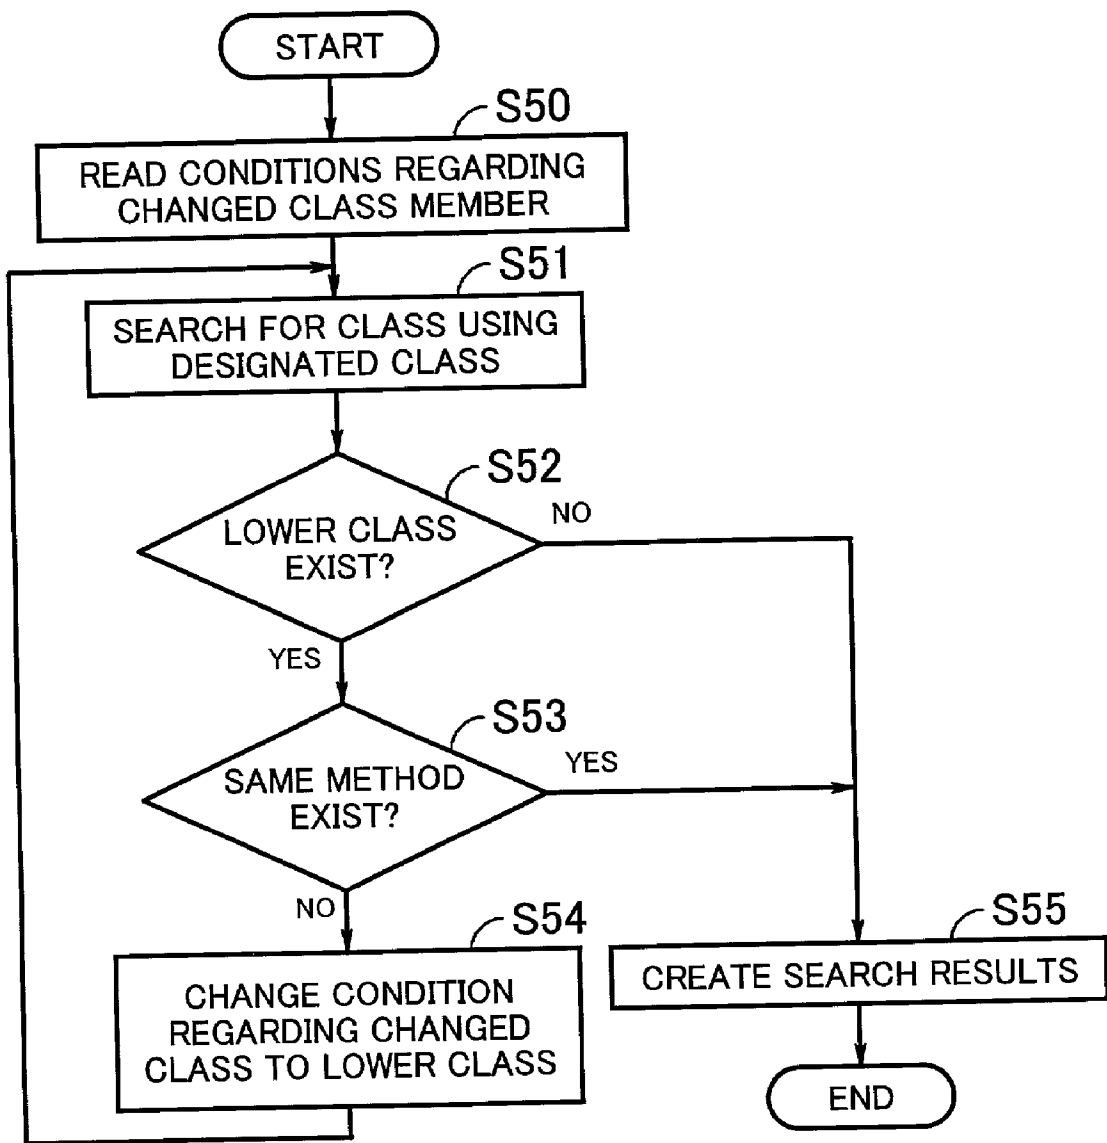 START
S50
READ CONDITIONS REGARDING
CHANGED CLASS MEMBER
S51
SEARCH FOR CLASS USING
DESIGNATED CLASS
S52
LOWER CLASS
EXIST?
NO
YES
S53
SAME METHOD
EXIST?
YES
NO
S54
CHANGE CONDITION
REGARDING CHANGED
CLASS TO LOWER CLASS
S55
CREATE SEARCH RESULTS
END